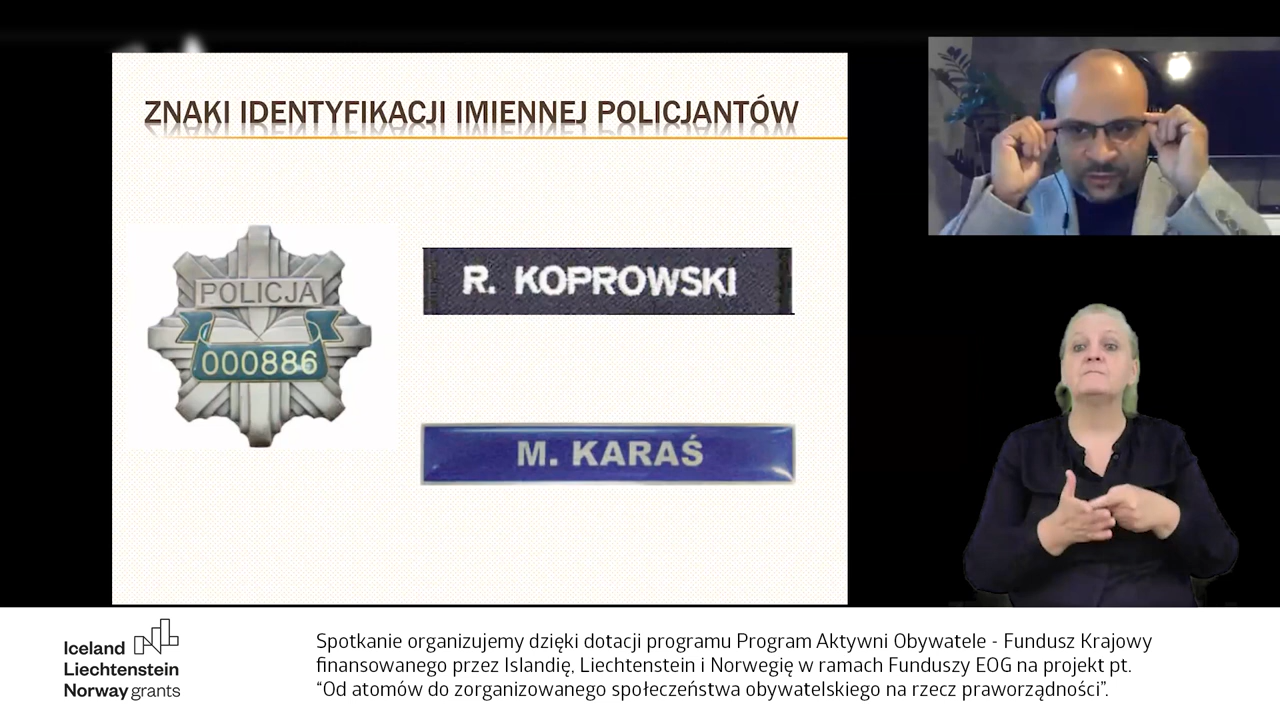 ZNAKI IDENTYFIKACJI IMIENNEJ POLICJANTÓW
POLICJA
000886
R. KOPROWSKI
M. KARAŚ
Iceland
Liechtenstein
Norway grants
Spotkanie organizujemy dzięki dotacji programu Program Aktywni Obywatele - Fundusz Krajowy
finansowanego przez Islandię, Liechtenstein i Norwegię w ramach Funduszy EOG na projekt pt.
“Od atomów do zorganizowanego społeczeństwa obywatelskiego na rzecz praworządności”.